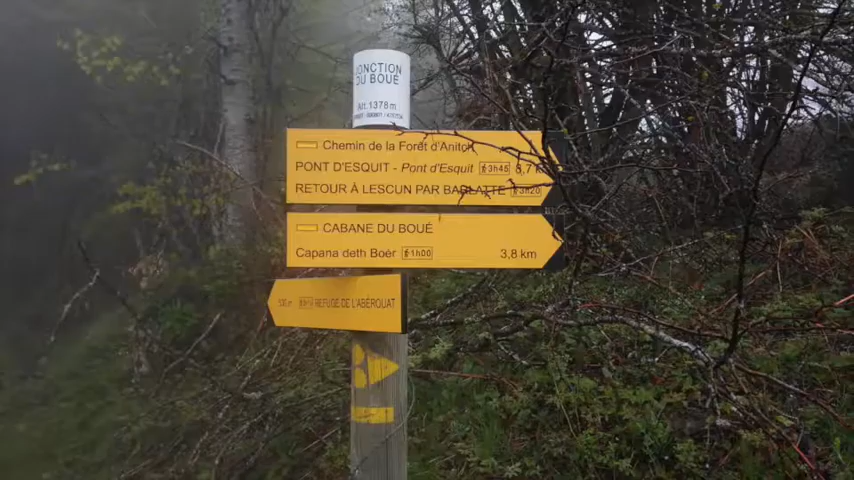 JONCTION
DU BOUÉ
Alt. 1378 m
Chemin de la Forêt d'Anitch
PONT D'ESQUIT - Pont d'Esquit 3h45 8,7 km
RETOUR À LESCUN PAR BARLATTE 3h20
CABANE DU BOUÉ
Capana deth Boèr 1h00 3,8 km
REFUGE DE L'ABÉROUAT